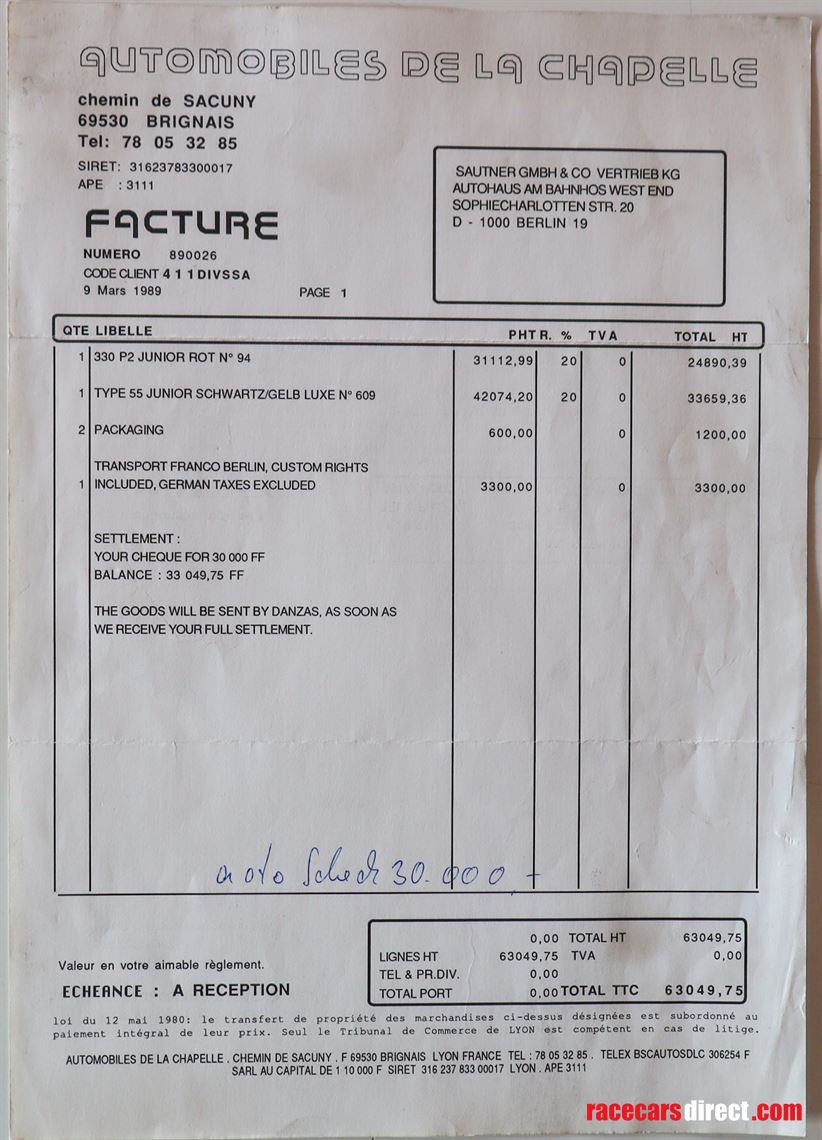 AUTOMOBILES DE LA CHAPELLE
chemin de SACUNY
69530 BRIGNAIS
Tel: 78 05 32 85
SIRET: 31623783300017
APE : 3111
SAUTNER GMBH & CO VERTRIEB KG
AUTOHAUS AM BAHNHOS WEST END
SOPHIECHARLOTTEN STR. 20
D - 1000 BERLIN 19
FACTURE
NUMERO 890026
CODE CLIENT 4 1 1 DIVSSA
9 Mars 1989 PAGE 1
QTE LIBELLE PHT R. % TVA TOTAL HT
1 330 P2 JUNIOR ROT N° 94 31112,99 20 0 24890,39
1 TYPE 55 JUNIOR SCHWARTZ/GELB LUXE N° 609 42074,20 20 0 33659,36
2 PACKAGING 600,00 0 1200,00
TRANSPORT FRANCO BERLIN, CUSTOM RIGHTS
1 INCLUDED, GERMAN TAXES EXCLUDED 3300,00 0 3300,00
SETTLEMENT :
YOUR CHEQUE FOR 30 000 FF
BALANCE : 33 049,75 FF
THE GOODS WILL BE SENT BY DANZAS, AS SOON AS
WE RECEIVE YOUR FULL SETTLEMENT.
Scheck 30.000,-
0,00 TOTAL HT 63049,75
LIGNES HT 63049,75 TVA 0,00
TEL & PR.DIV. 0,00
TOTAL PORT 0,00 TOTAL TTC 63049,75
Valeur en votre aimable règlement.
ECHEANCE : A RECEPTION
loi du 12 mai 1980: le transfert de propriété des marchandises ci-dessus désignées est subordonné au
paiement intégral de leur prix. Seul le Tribunal de Commerce de LYON est compétent en cas de litige.
AUTOMOBILES DE LA CHAPELLE . CHEMIN DE SACUNY . F 69530 BRIGNAIS LYON FRANCE TEL : 78 05 32 85 . TELEX BSCAUTOSDLC 306254 F
SARL AU CAPITAL DE 1 10 000 F SIRET 316 237 833 00017 LYON . APE 3111
racecarsdirect.com